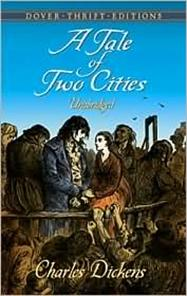 DOVER · THRIFT · EDITIONS
A Tale
of
Two Cities
Unabridged
Charles Dickens